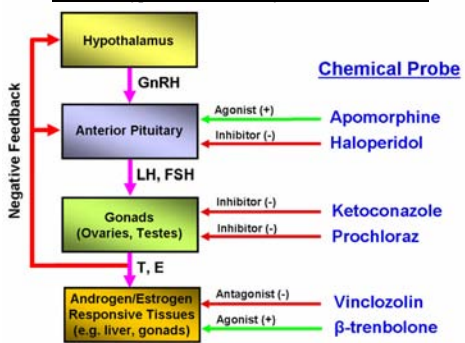 Hypothalamus
GnRH
Chemical Probe
Negative Feedback
Anterior Pituitary
Agonist (+)
Apomorphine
Inhibitor (-)
Haloperidol
LH, FSH
Gonads
(Ovaries, Testes)
Inhibitor (-)
Ketoconazole
Inhibitor (-)
Prochloraz
T, E
Androgen/Estrogen
Responsive Tissues
(e.g. liver, gonads)
Antagonist (-)
Vinclozolin
Agonist (+)
β-trenbolone